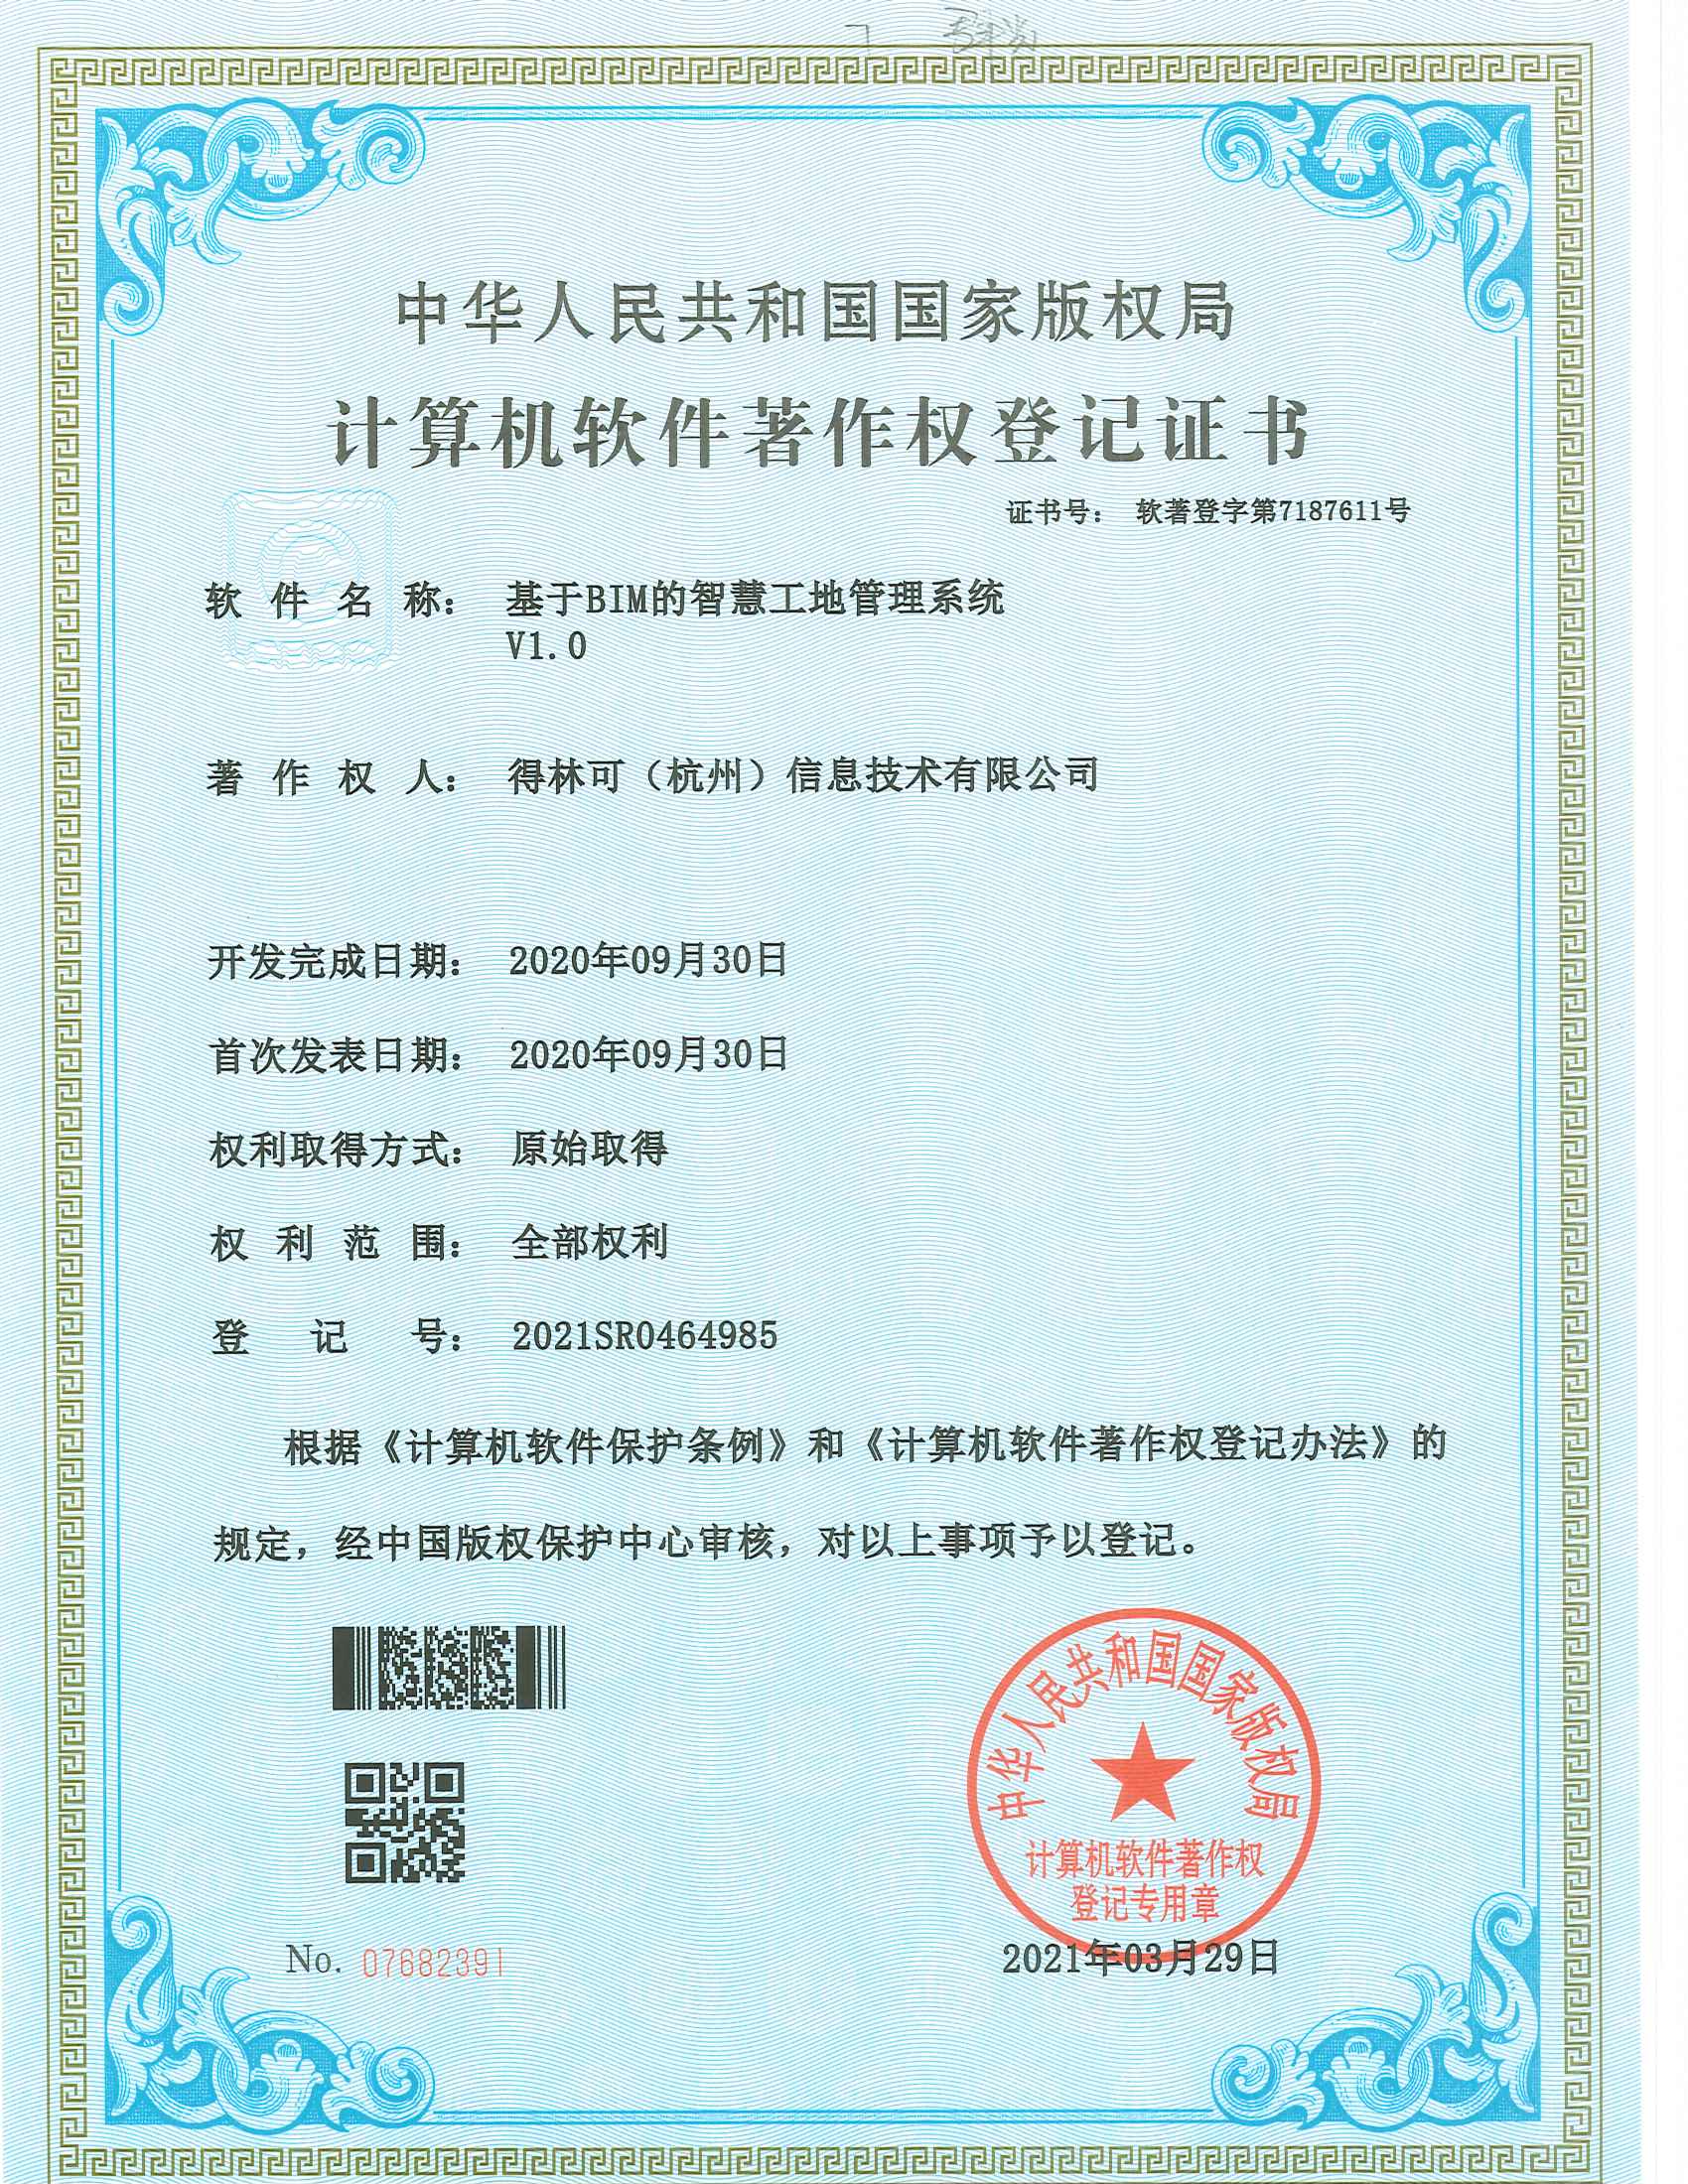 中华人民共和国国家版权局
计算机软件著作权登记证书
证书号： 软著登字第7187611号
软件名称： 基于BIM的智慧工地管理系统
V1.0
著作权人： 得林可（杭州）信息技术有限公司
开发完成日期： 2020年09月30日
首次发表日期： 2020年09月30日
权利取得方式： 原始取得
权利范围： 全部权利
登记号： 2021SR0464985
根据《计算机软件保护条例》和《计算机软件著作权登记办法》的
规定，经中国版权保护中心审核，对以上事项予以登记。
中华人民共和国国家版权局
计算机软件著作权
登记专用章
No. 07682391
2021年03月29日